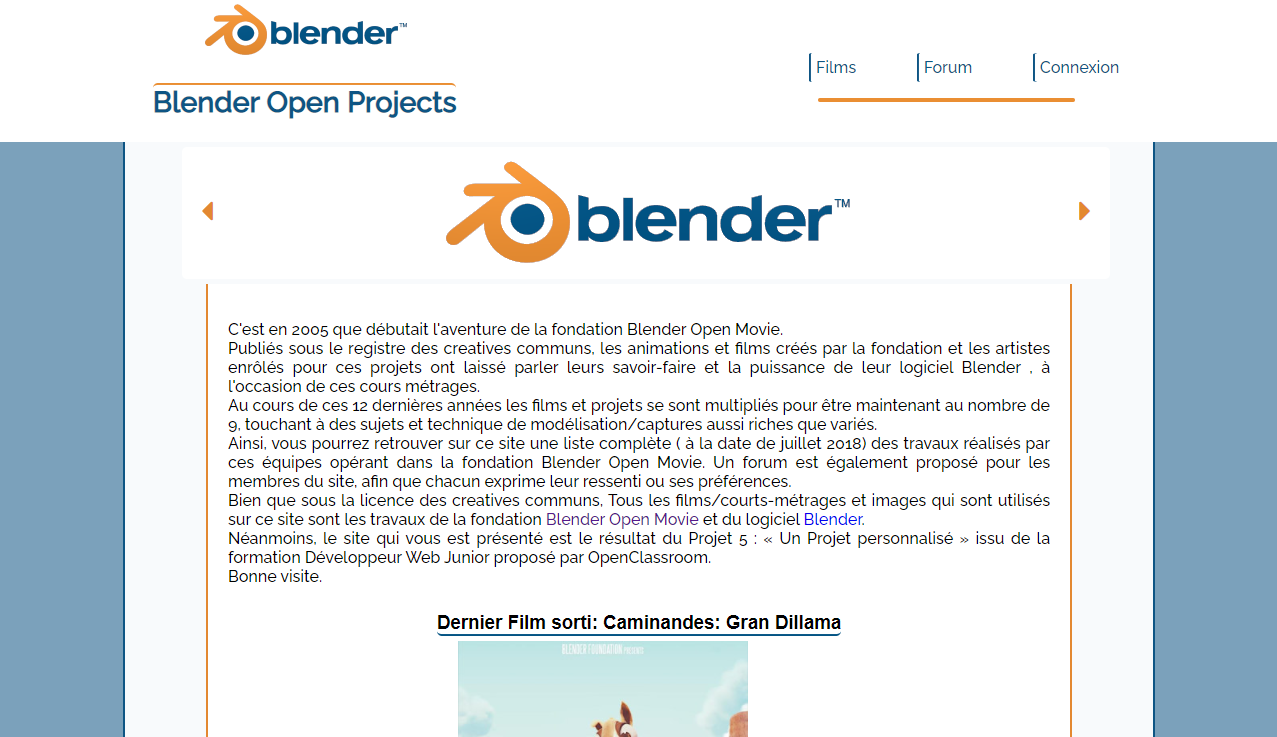 blender™
Blender Open Projects
Films
Forum
Connexion
blender™
C'est en 2005 que débutait l'aventure de la fondation Blender Open Movie.
Publiés sous le registre des creatives communs, les animations et films créés par la fondation et les artistes
enrôlés pour ces projets ont laissé parler leurs savoir-faire et la puissance de leur logiciel Blender , à
l'occasion de ces cours métrages.
Au cours de ces 12 dernières années les films et projets se sont multipliés pour être maintenant au nombre de
9, touchant à des sujets et technique de modélisation/captures aussi riches que variés.
Ainsi, vous pourrez retrouver sur ce site une liste complète ( à la date de juillet 2018) des travaux réalisés par
ces équipes opérant dans la fondation Blender Open Movie. Un forum est également proposé pour les
membres du site, afin que chacun exprime leur ressenti ou ses préférences.
Bien que sous la licence des creatives communs, Tous les films/courts-métrages et images qui sont utilisés
sur ce site sont les travaux de la fondation Blender Open Movie et du logiciel Blender.
Néanmoins, le site qui vous est présenté est le résultat du Projet 5 : « Un Projet personnalisé » issu de la
formation Développeur Web Junior proposé par OpenClassroom.
Bonne visite.
Dernier Film sorti: Caminandes: Gran Dillama
BLENDER FOUNDATION PRESENTS